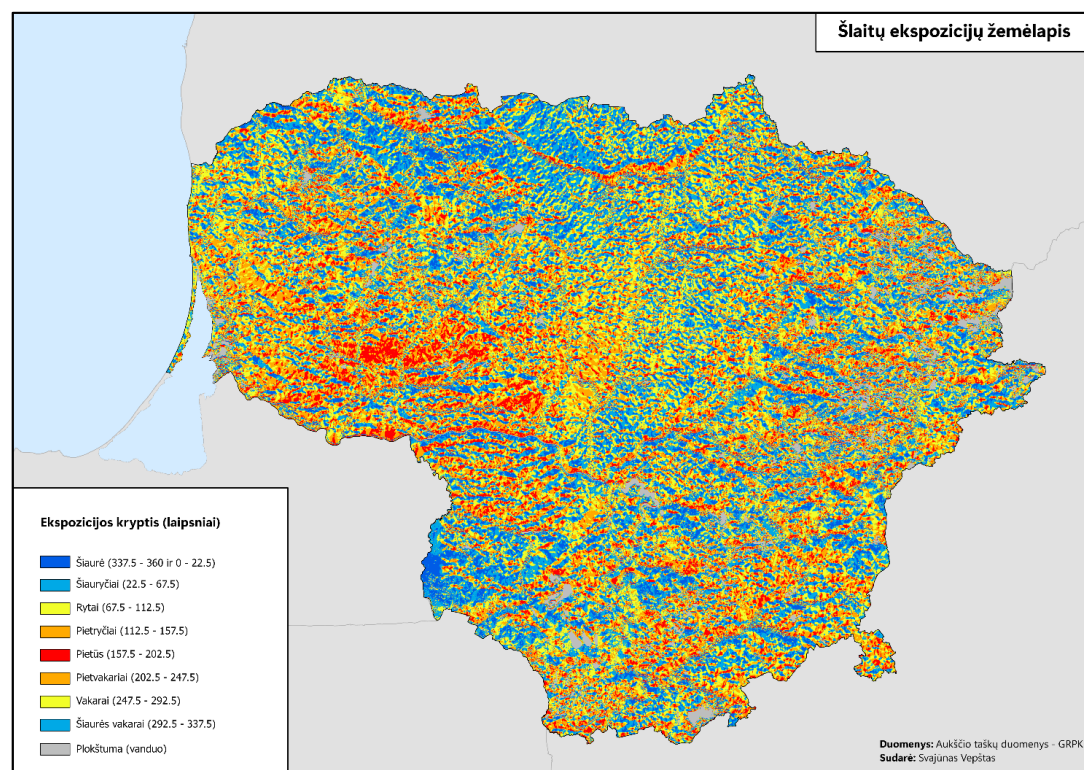 Šlaitų ekspozicijų žemėlapis
Ekspozicijos kryptis (laipsniai)
Šiaurė (337.5 - 360 ir 0 - 22.5)
Šiauryčiai (22.5 - 67.5)
Rytai (67.5 - 112.5)
Pietryčiai (112.5 - 157.5)
Pietūs (157.5 - 202.5)
Pietvakariai (202.5 - 247.5)
Vakarai (247.5 - 292.5)
Šiaurės vakarai (292.5 - 337.5)
Plokštuma (vanduo)
Duomenys: Aukščio taškų duomenys - GRPK
Sudarė: Svajūnas Vepštas